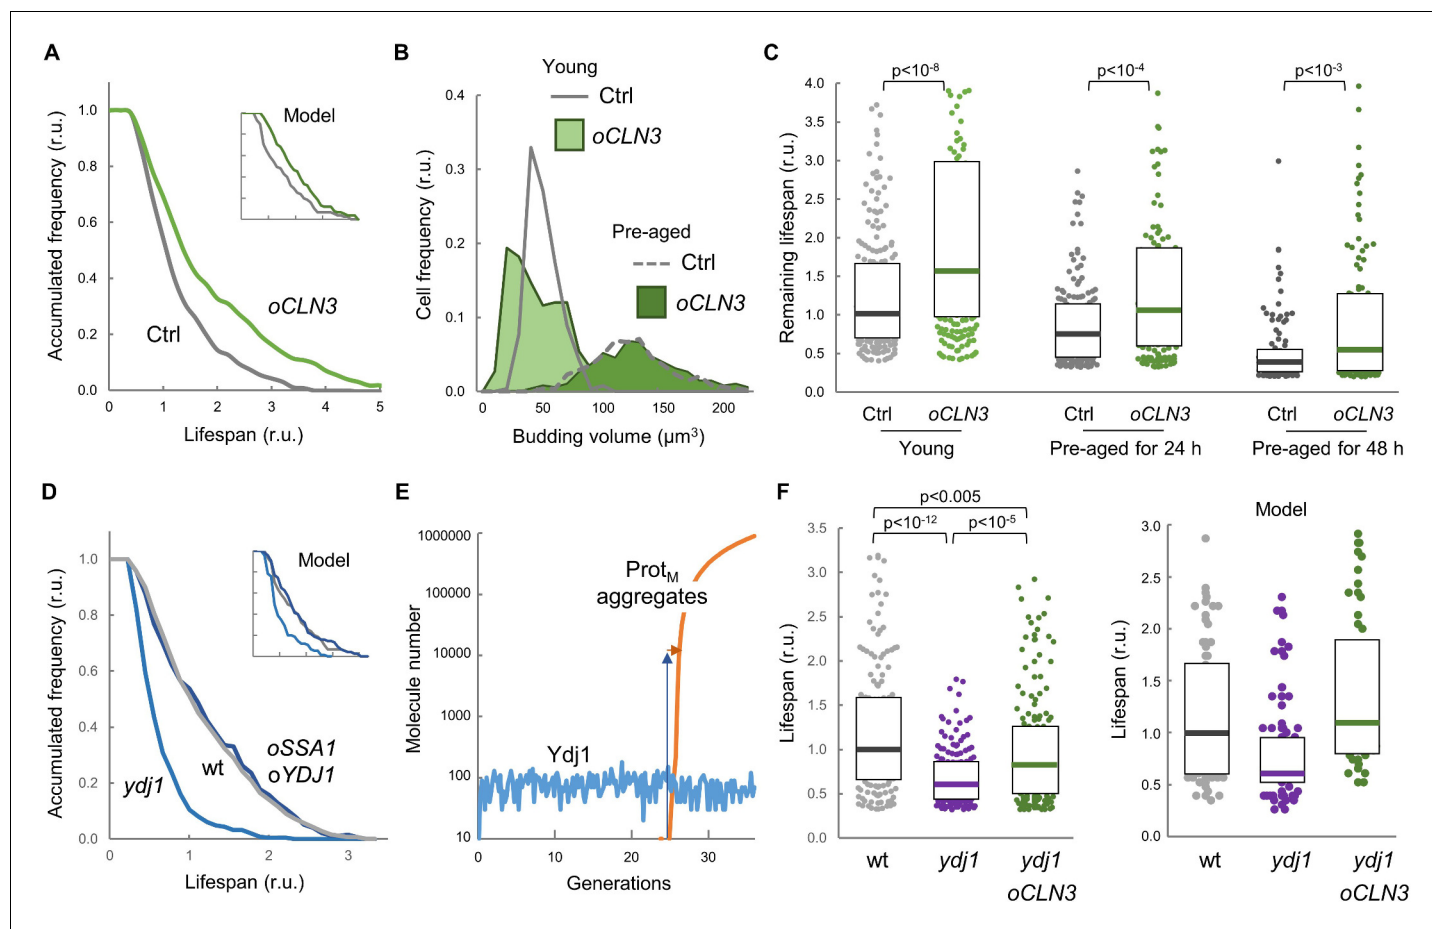 A
Accumulated frequency (r.u.)
1.0
0.8
0.6
0.4
0.2
0.0
0 1 2 3 4 5
Lifespan (r.u.)
Model
Ctrl
oCLN3
B
Cell frequency (r.u.)
0.4
0.3
0.2
0.1
0.0
0 50 100 150 200
Budding volume (µm³)
Young
Ctrl
oCLN3
Pre-aged
Ctrl
oCLN3
C
Remaining lifespan (r.u.)
4.0
3.5
3.0
2.5
2.0
1.5
1.0
0.5
0.0
p<10⁻⁸
p<10⁻⁴
p<10⁻³
Ctrl oCLN3 Ctrl oCLN3 Ctrl oCLN3
Young Pre-aged for 24 h Pre-aged for 48 h
D
Accumulated frequency (r.u.)
1.0
0.8
0.6
0.4
0.2
0.0
0 1 2 3
Lifespan (r.u.)
Model
ydj1
wt
oSSA1
oYDJ1
E
Molecule number
1000000
100000
10000
1000
100
10
0 10 20 30
Generations
Prot_M
aggregates
Ydj1
F
Lifespan (r.u.)
3.5
3.0
2.5
2.0
1.5
1.0
0.5
0.0
p<0.005
p<10⁻¹²
p<10⁻⁵
wt ydj1 ydj1
oCLN3
Model
Lifespan (r.u.)
3.0
2.5
2.0
1.5
1.0
0.5
0.0
wt ydj1 ydj1
oCLN3